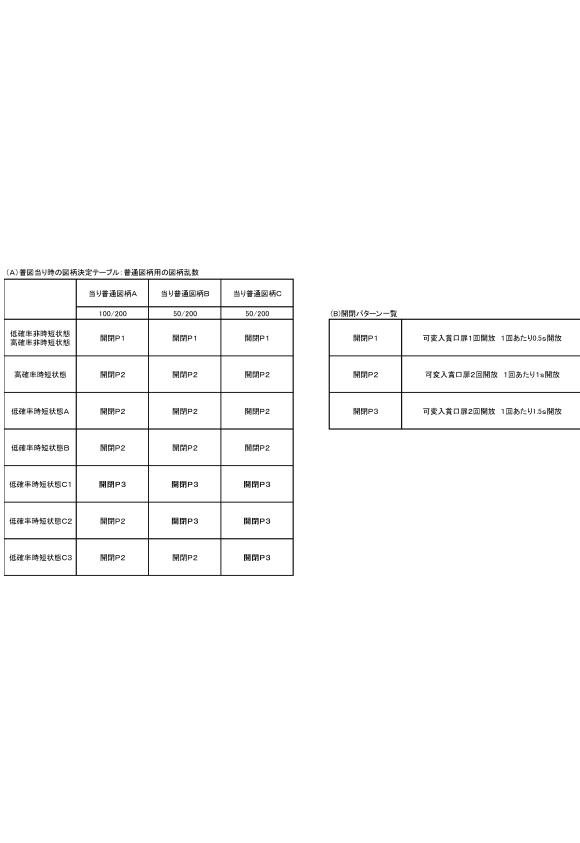 (A)普図当り時の図柄決定テーブル:普通図柄用の図柄乱数
当り普通図柄A 当り普通図柄B 当り普通図柄C
100/200 50/200 50/200
低確率非時短状態
高確率非時短状態 開閉P1 開閉P1 開閉P1
高確率時短状態 開閉P2 開閉P2 開閉P2
低確率時短状態A 開閉P2 開閉P2 開閉P2
低確率時短状態B 開閉P2 開閉P2 開閉P2
低確率時短状態C1 開閉P3 開閉P3 開閉P3
低確率時短状態C2 開閉P2 開閉P3 開閉P3
低確率時短状態C3 開閉P2 開閉P2 開閉P3
(B)開閉パターン一覧
開閉P1 可変入賞口扉1回開放 1回あたり0.5s開放
開閉P2 可変入賞口扉2回開放 1回あたり1s開放
開閉P3 可変入賞口扉2回開放 1回あたり1.5s開放